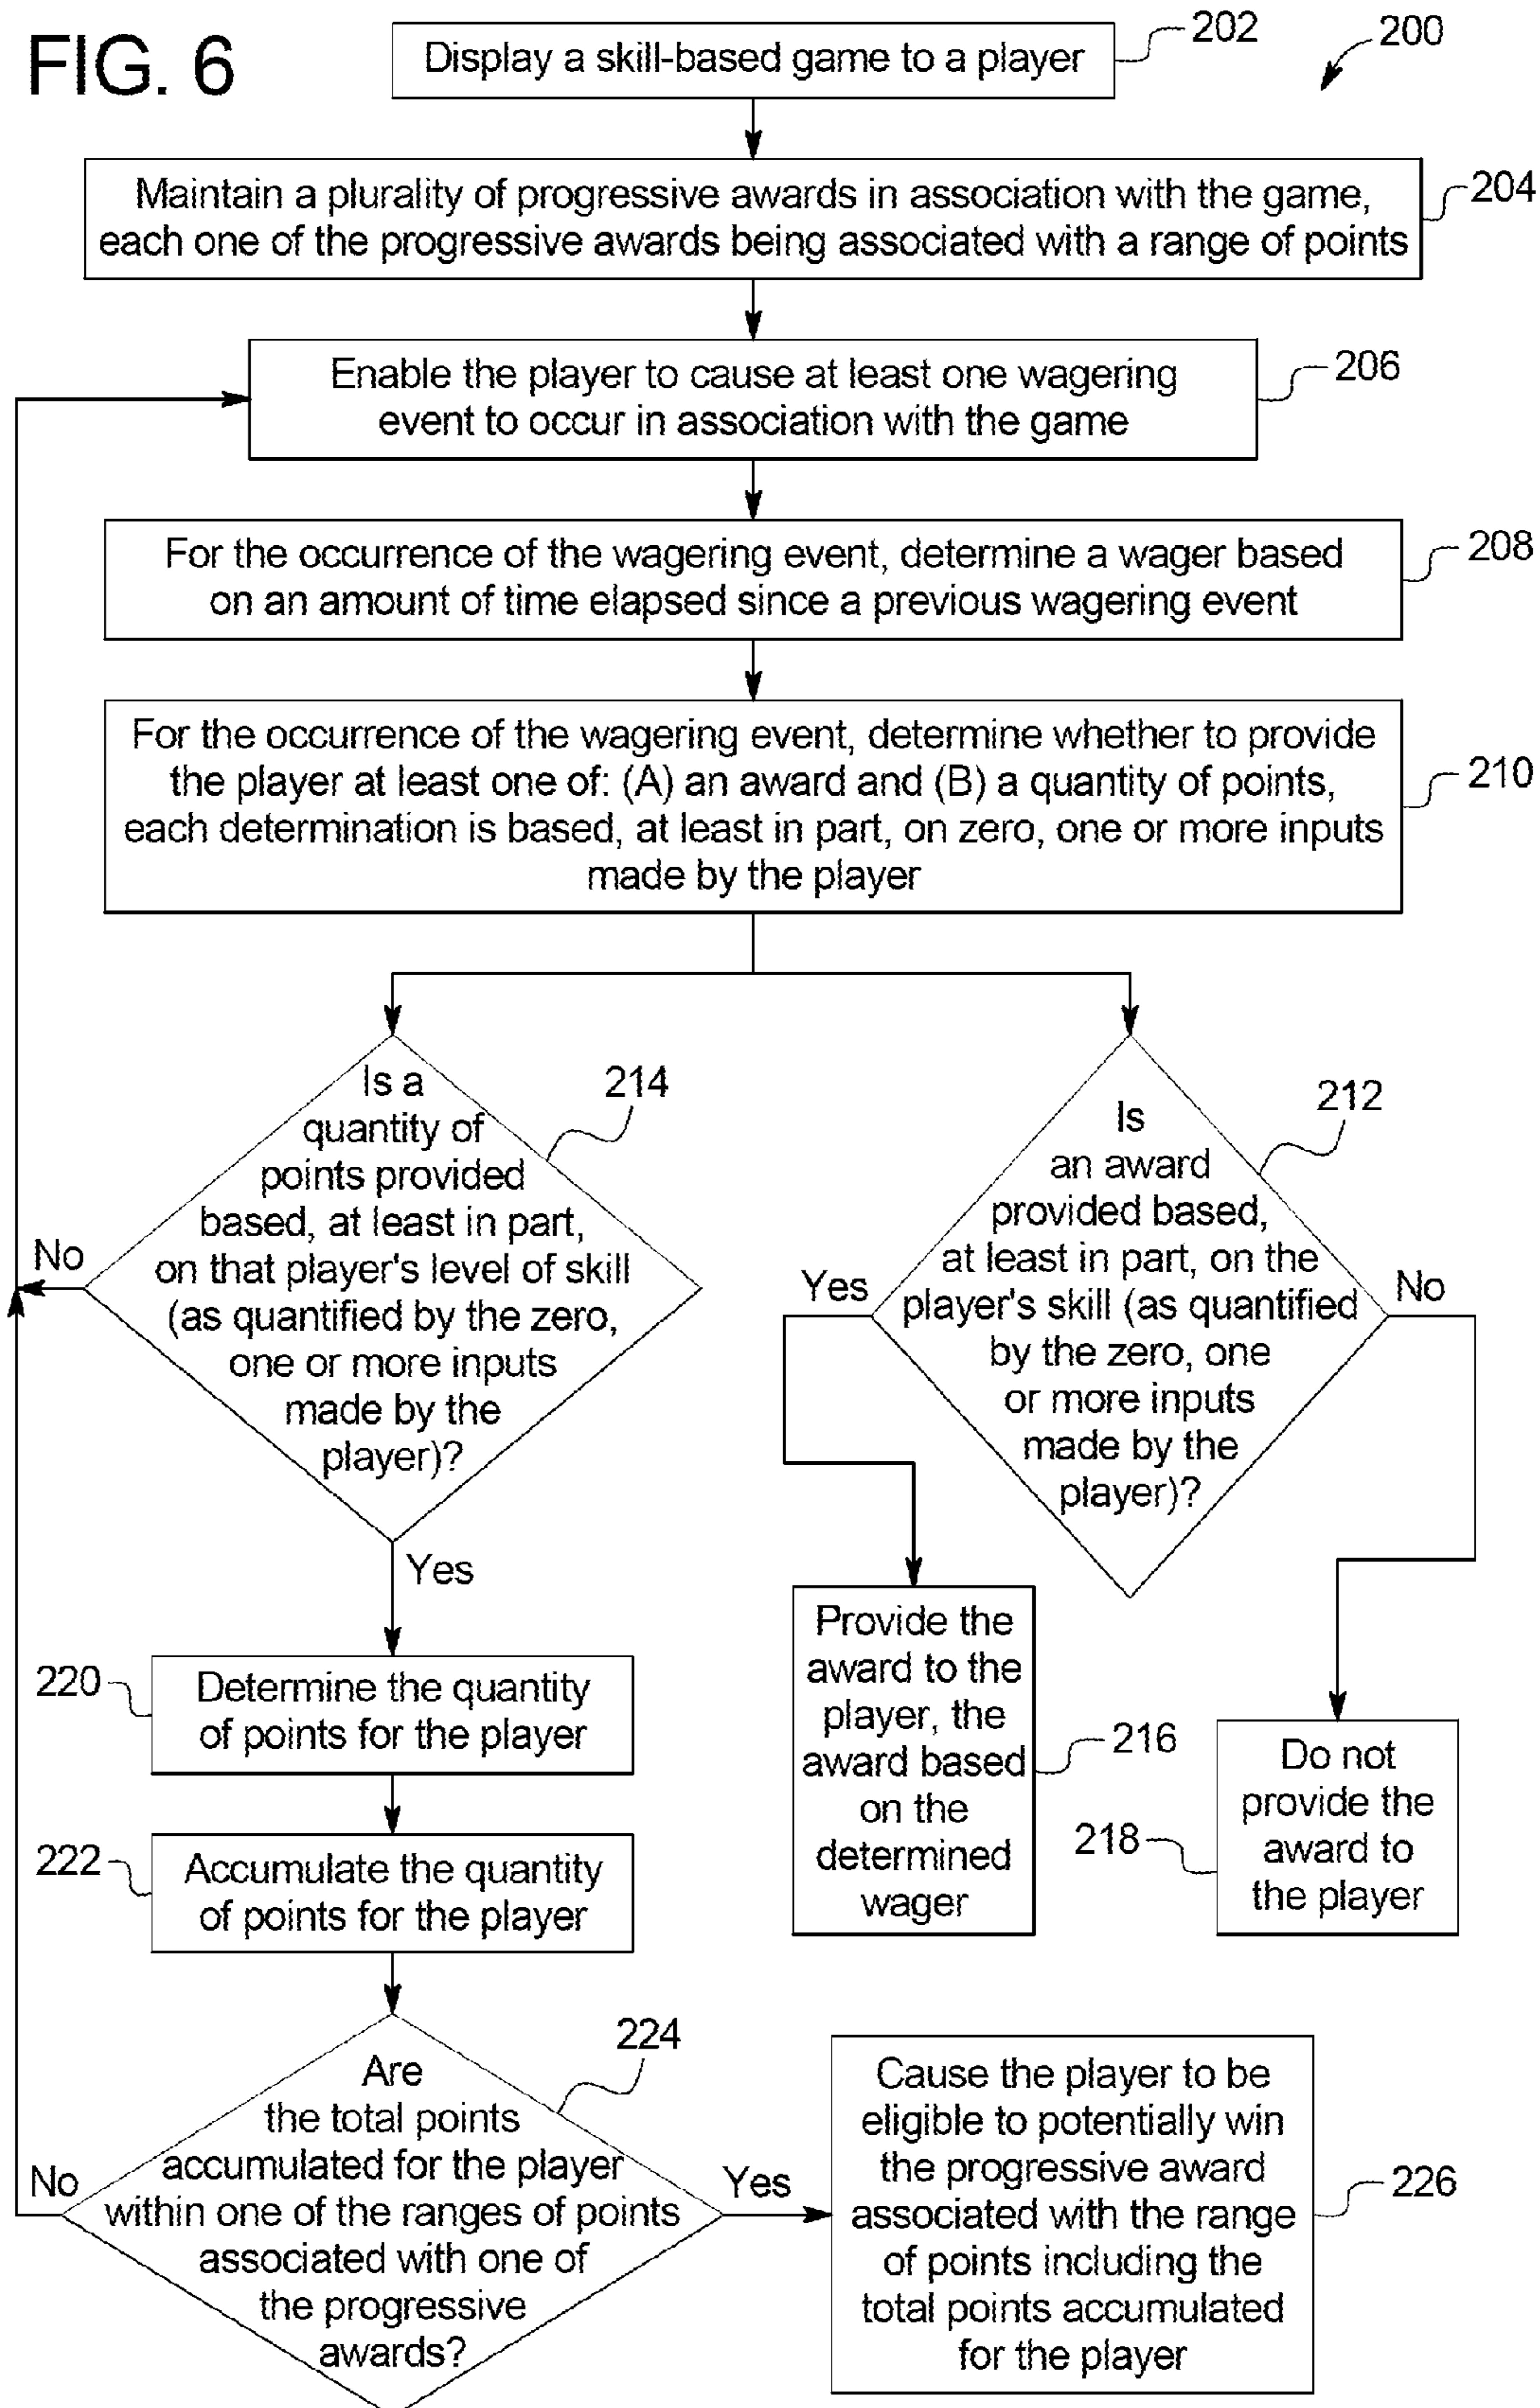 FIG. 6
Display a skill-based game to a player
202
200
Maintain a plurality of progressive awards in association with the game,
each one of the progressive awards being associated with a range of points
204
Enable the player to cause at least one wagering
event to occur in association with the game
206
For the occurrence of the wagering event, determine a wager based
on an amount of time elapsed since a previous wagering event
208
For the occurrence of the wagering event, determine whether to provide
the player at least one of: (A) an award and (B) a quantity of points,
each determination is based, at least in part, on zero, one or more inputs
made by the player
210
Is a
quantity of
points provided
based, at least in part,
on that player's level of skill
(as quantified by the zero,
one or more inputs
made by the
player)?
214
No
Yes
Is
an award
provided based,
at least in part, on the
player's skill (as quantified
by the zero, one
or more inputs
made by the
player)?
212
Yes
No
Provide the
award to the
player, the
award based
on the
determined
wager
216
Do not
provide the
award to
the player
218
220
Determine the quantity
of points for the player
222
Accumulate the quantity
of points for the player
Are
the total points
accumulated for the player
within one of the ranges of points
associated with one of
the progressive
awards?
224
No
Yes
Cause the player to be
eligible to potentially win
the progressive award
associated with the range
of points including the
total points accumulated
for the player
226